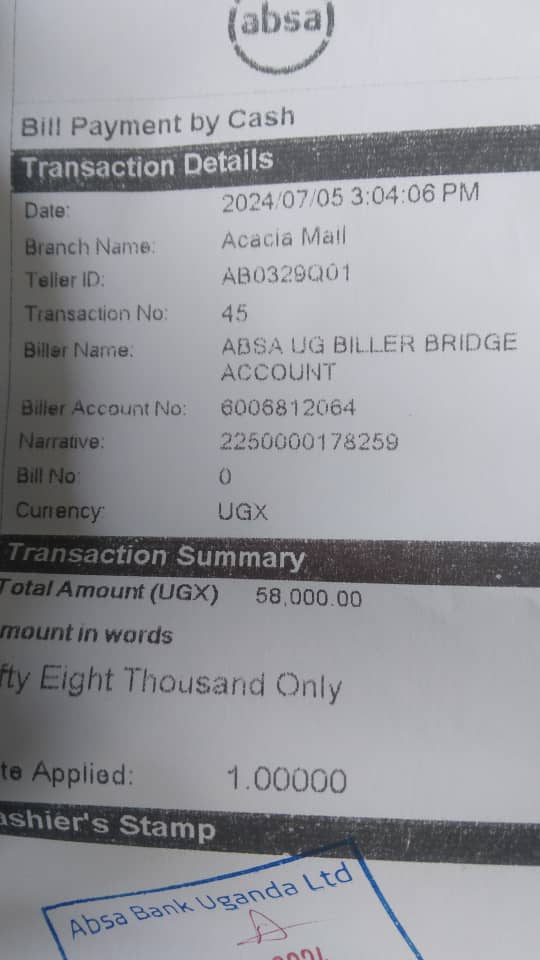 (absa)
Bill Payment by Cash
Transaction Details
Date: 2024/07/05 3:04:06 PM
Branch Name: Acacia Mall
Teller ID: AB0329Q01
Transaction No: 45
Biller Name: ABSA UG BILLER BRIDGE
ACCOUNT
Biller Account No: 6006812064
Narrative: 2250000178259
Bill No: 0
Currency: UGX
Transaction Summary
Total Amount (UGX) 58,000.00
mount in words
fty Eight Thousand Only
te Applied: 1.00000
ashier's Stamp
Absa Bank Uganda Ltd